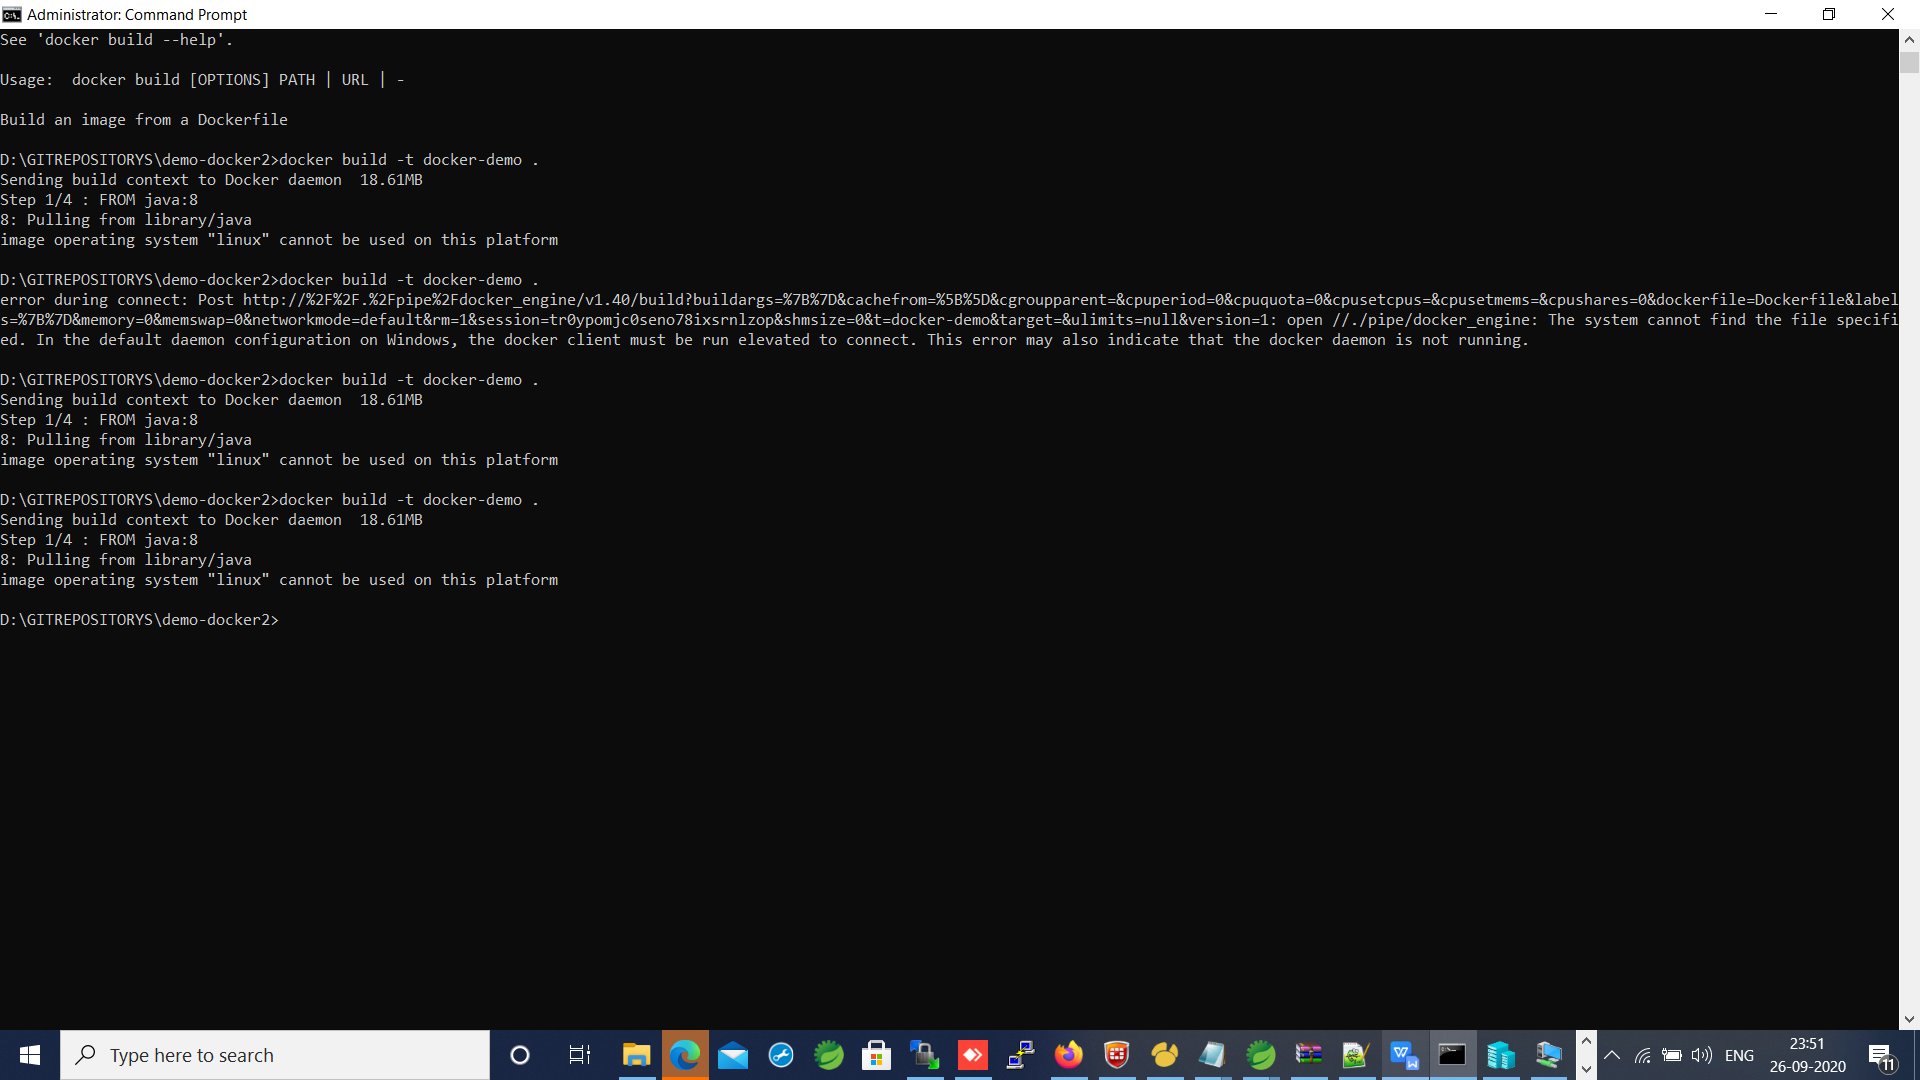 Administrator: Command Prompt
See 'docker build --help'.
Usage:  docker build [OPTIONS] PATH | URL | -
Build an image from a Dockerfile
D:\GITREPOSITORYS\demo-docker2>docker build -t docker-demo .
Sending build context to Docker daemon  18.61MB
Step 1/4 : FROM java:8
8: Pulling from library/java
image operating system "linux" cannot be used on this platform
D:\GITREPOSITORYS\demo-docker2>docker build -t docker-demo .
error during connect: Post http://%2F%2F.%2Fpipe%2Fdocker_engine/v1.40/build?buildargs=%7B%7D&cachefrom=%5B%5D&cgroupparent=&cpuperiod=0&cpuquota=0&cpusetcpus=&cpusetmems=&cpushares=0&dockerfile=Dockerfile&label
s=%7B%7D&memory=0&memswap=0&networkmode=default&rm=1&session=tr0ypomjc0seno78ixsrnlzop&shmsize=0&t=docker-demo&target=&ulimits=null&version=1: open //./pipe/docker_engine: The system cannot find the file specifi
ed. In the default daemon configuration on Windows, the docker client must be run elevated to connect. This error may also indicate that the docker daemon is not running.
D:\GITREPOSITORYS\demo-docker2>docker build -t docker-demo .
Sending build context to Docker daemon  18.61MB
Step 1/4 : FROM java:8
8: Pulling from library/java
image operating system "linux" cannot be used on this platform
D:\GITREPOSITORYS\demo-docker2>docker build -t docker-demo .
Sending build context to Docker daemon  18.61MB
Step 1/4 : FROM java:8
8: Pulling from library/java
image operating system "linux" cannot be used on this platform
D:\GITREPOSITORYS\demo-docker2>
Type here to search
ENG
23:51
26-09-2020
11